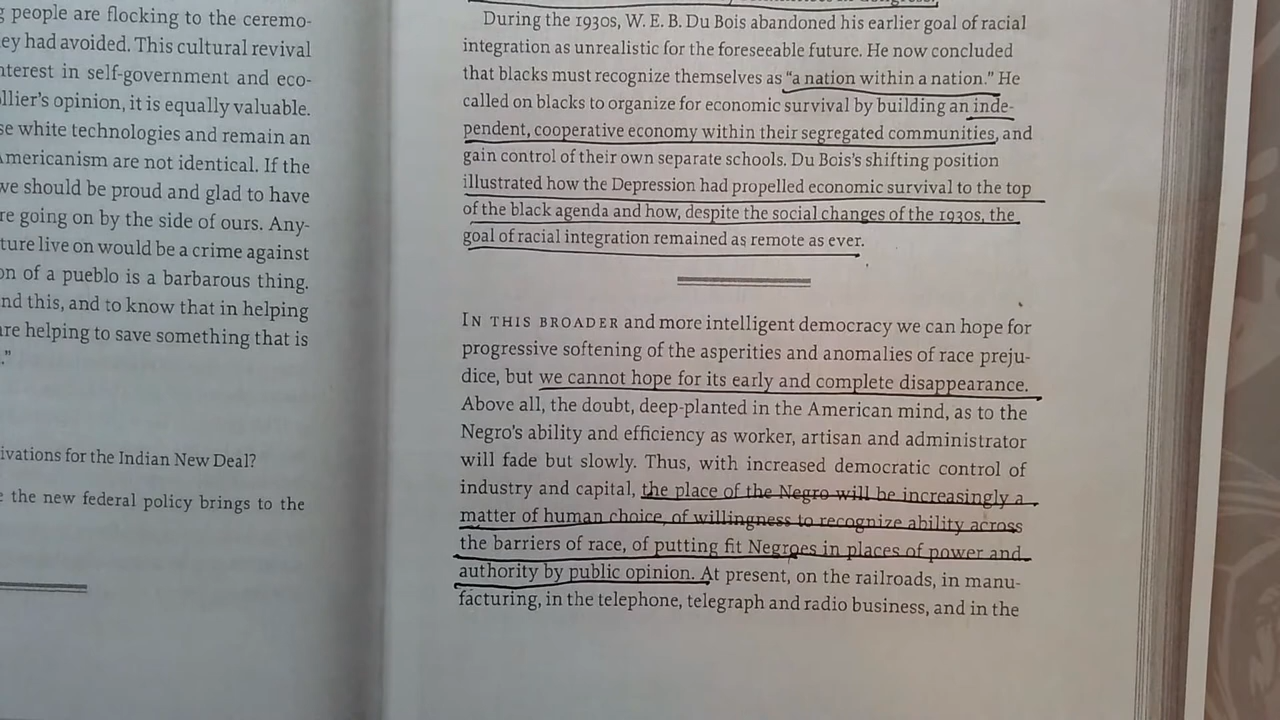 people are flocking to the ceremo-
ey had avoided. This cultural revival
nterest in self-government and eco-
ollier's opinion, it is equally valuable.
se white technologies and remain an
Americanism are not identical. If the
we should be proud and glad to have
re going on by the side of ours. Any-
ture live on would be a crime against
on of a pueblo is a barbarous thing.
nd this, and to know that in helping
are helping to save something that is
."
ivations for the Indian New Deal?
e the new federal policy brings to the
During the 1930s, W. E. B. Du Bois abandoned his earlier goal of racial
integration as unrealistic for the foreseeable future. He now concluded
that blacks must recognize themselves as “a nation within a nation.” He
called on blacks to organize for economic survival by building an inde-
pendent, cooperative economy within their segregated communities, and
gain control of their own separate schools. Du Bois's shifting position
illustrated how the Depression had propelled economic survival to the top
of the black agenda and how, despite the social changes of the 1930s, the
goal of racial integration remained as remote as ever.
IN THIS BROADER and more intelligent democracy we can hope for
progressive softening of the asperities and anomalies of race preju-
dice, but we cannot hope for its early and complete disappearance.
Above all, the doubt, deep-planted in the American mind, as to the
Negro's ability and efficiency as worker, artisan and administrator
will fade but slowly. Thus, with increased democratic control of
industry and capital, the place of the Negro will be increasingly a
matter of human choice, of willingness to recognize ability across
the barriers of race, of putting fit Negroes in places of power and
authority by public opinion. At present, on the railroads, in manu-
facturing, in the telephone, telegraph and radio business, and in the